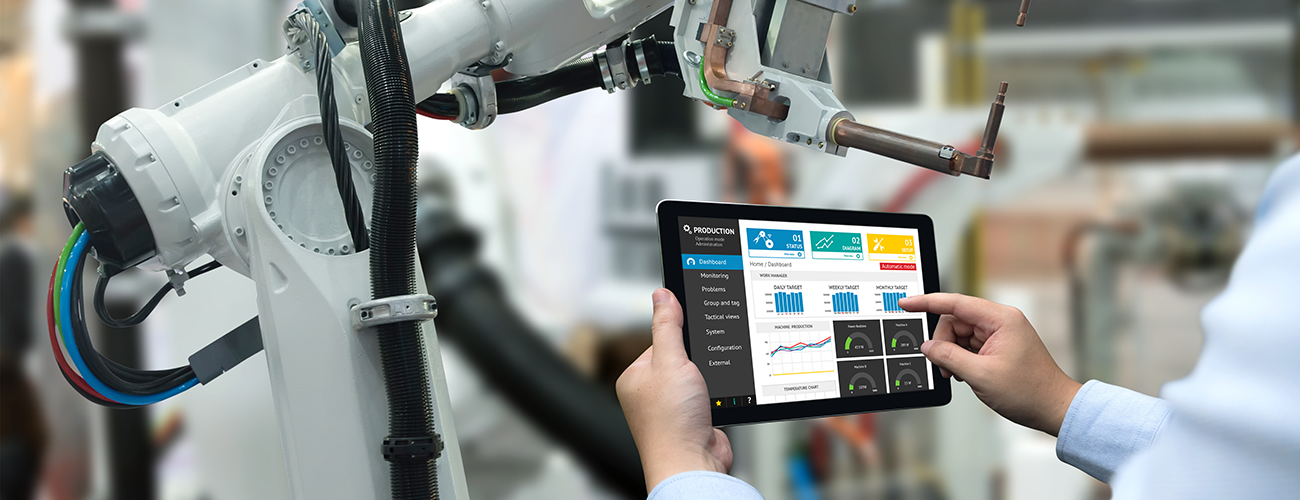 PRODUCTION
Operation mode
Administration
Dashboard
Monitoring
Problems
Group and tag
Tactical views
System
Configuration
External
?
01
STATUS
02
DIAGRAM
03
SETUP
Home / Dashboard
Automatic mode
WORK MANAGER
DAILY TARGET
WEEKLY TARGET
MONTHLY TARGET
MACHINE PRODUCTION
TEMPERATURE CHART